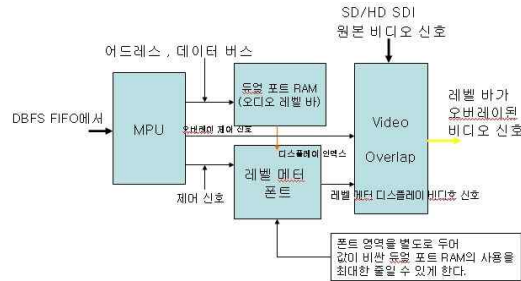 SD/HD SDI
원본 비디오 신호
어드레스 , 데이터 버스
듀얼 포트 RAM
(오디오 레벨 바)
레벨 바가
오버레이된
비디오 신호
DBFS FIFO에서
MPU
오버레이 제어 신호
Video
Overlap
디스플레이 인덱스
레벨 메터
폰트
제어 신호
레벨 메터 디스플레이 비디호 신호
폰트 영역을 별도로 두어
값이 비싼 듀얼 포트 RAM의 사용을
최대한 줄일 수 있게 한다.